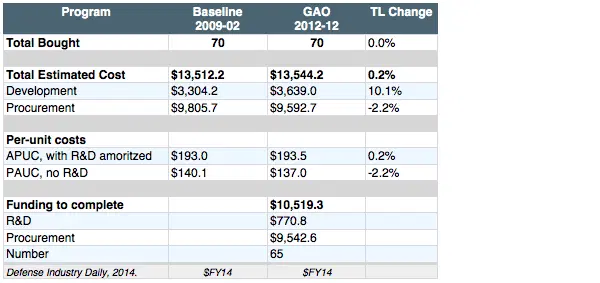 Program Baseline 2009-02 GAO 2012-12 TL Change
Total Bought 70 70 0.0%
Total Estimated Cost $13,512.2 $13,544.2 0.2%
Development $3,304.2 $3,639.0 10.1%
Procurement $9,805.7 $9,592.7 -2.2%
Per-unit costs
APUC, with R&D amoritzed $193.0 $193.5 0.2%
PAUC, no R&D $140.1 $137.0 -2.2%
Funding to complete $10,519.3
R&D $770.8
Procurement $9,542.6
Number 65
Defense Industry Daily, 2014. $FY14 $FY14